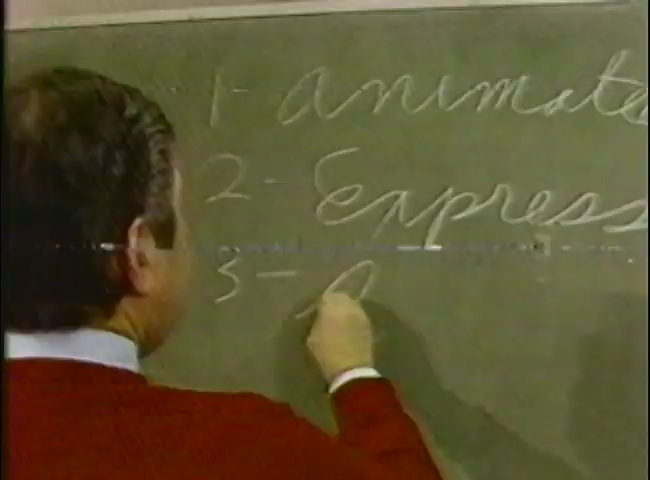 1- animate
2- Express
3-